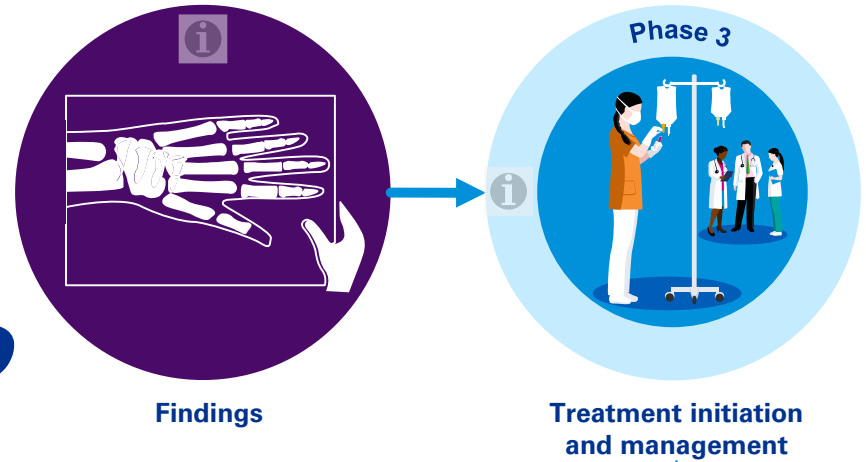 Phase 3
Findings
Treatment initiation
and management